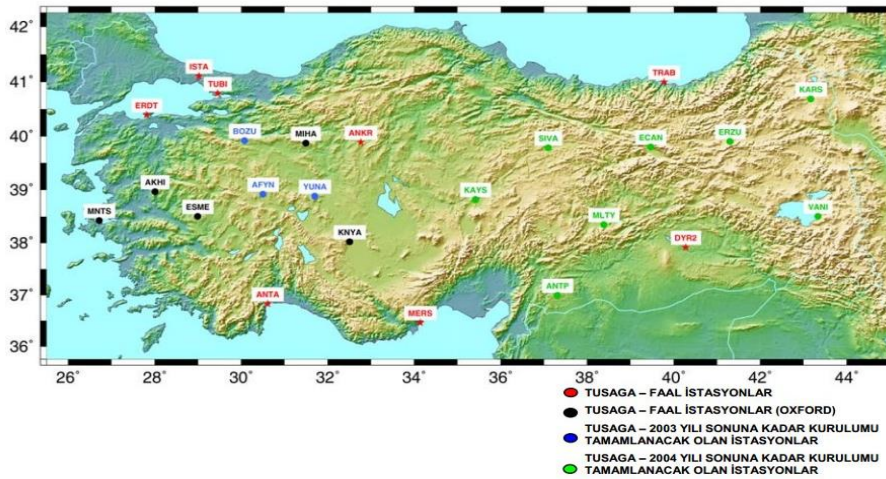 42°
41°
40°
39°
38°
37°
36°
ISTA
TUBI
ERDT
TRAB
KARS
BOZU
MIHA
ANKR
SIVA
ECAN
ERZU
AKHI
AFYN
YUNA
KAYS
MNTS
ESME
MLTY
VANI
KNYA
DYR2
ANTA
ANTP
MERS
26° 28° 30° 32° 34° 36° 38° 40° 42° 44°
TUSAGA – FAAL İSTASYONLAR
TUSAGA – FAAL İSTASYONLAR (OXFORD)
TUSAGA – 2003 YILI SONUNA KADAR KURULUMU
TAMAMLANACAK OLAN İSTASYONLAR
TUSAGA – 2004 YILI SONUNA KADAR KURULUMU
TAMAMLANACAK OLAN İSTASYONLAR